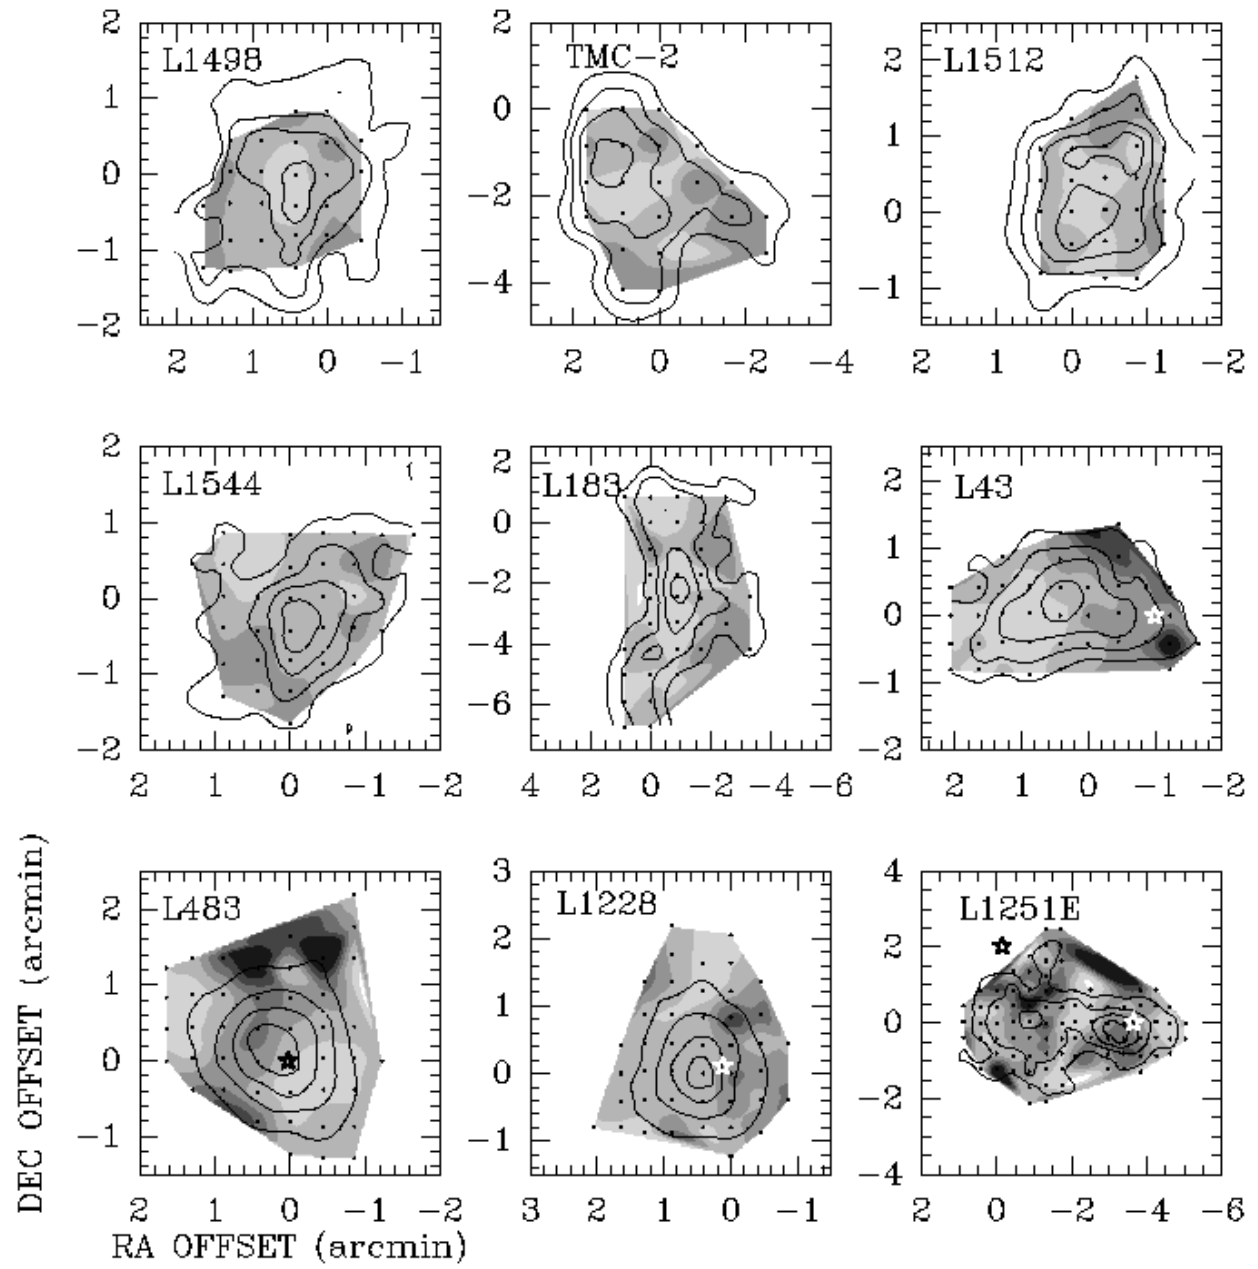 L1498
2
1
0
−1
−2
2 1 0 −1
TMC−2
0
−2
−4
2 0 −2 −4
L1512
2
1
0
−1
2 1 0 −1 −2
L1544
2
1
0
−1
−2
2 1 0 −1 −2
L183
2
0
−2
−4
−6
4 2 0 −2 −4 −6
L43
2
1
0
−1
−2
2 1 0 −1 −2
L483
2
1
0
−1
2 1 0 −1 −2
L1228
3
2
1
0
−1
3 2 1 0 −1
L1251E
4
2
0
−2
−4
2 0 −2 −4 −6
DEC OFFSET (arcmin)
RA OFFSET (arcmin)